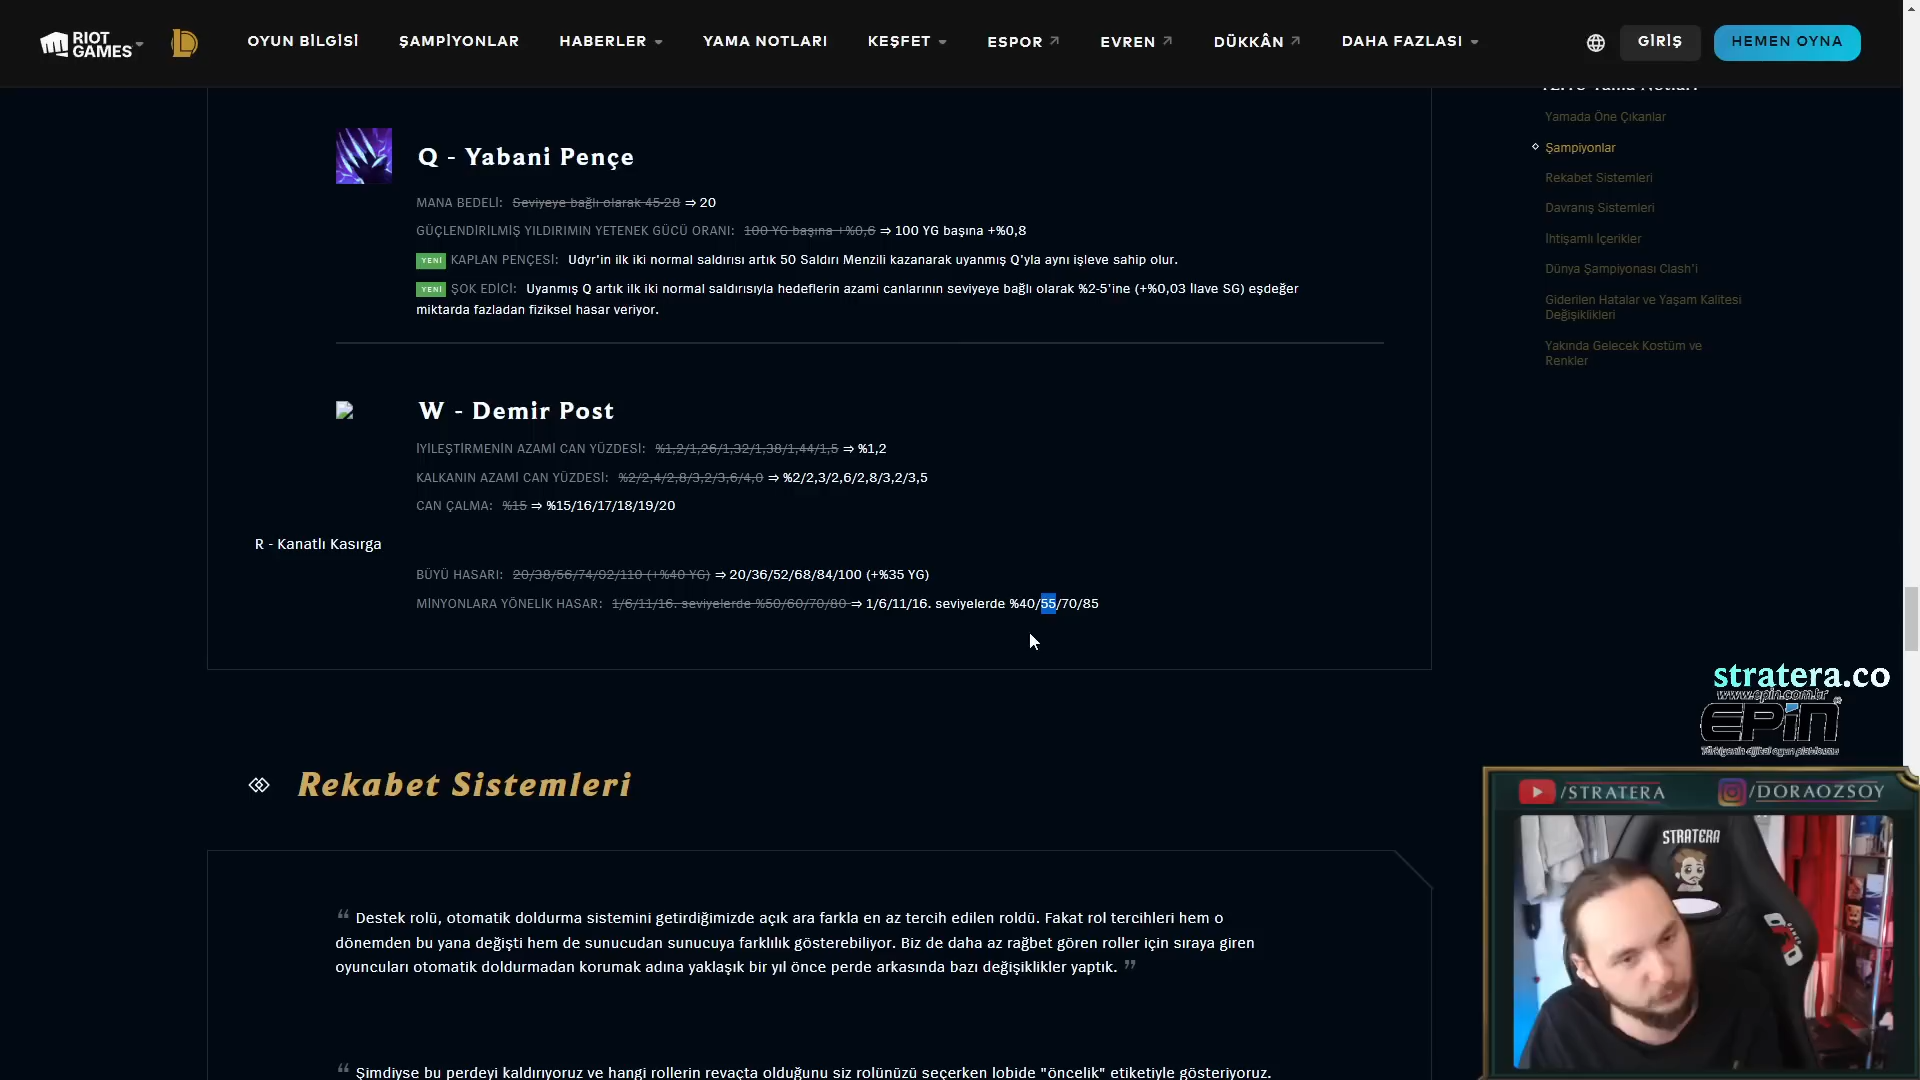 RIOT GAMES
OYUN BİLGİSİ
ŞAMPİYONLAR
HABERLER
YAMA NOTLARI
KEŞFET
ESPOR
EVREN
DÜKKÂN
DAHA FAZLASI
GİRİŞ
HEMEN OYNA
Yama Notları
Yamada Öne Çıkanlar
Şampiyonlar
Rekabet Sistemleri
Davranış Sistemleri
İhtişamlı İçerikler
Dünya Şampiyonası Clash'i
Giderilen Hatalar ve Yaşam Kalitesi
Değişiklikleri
Yakında Gelecek Kostüm ve
Renkler
Q - Yabani Pençe
MANA BEDELİ: Seviyeye bağlı olarak 45-28 ⇒ 20
GÜÇLENDİRİLMİŞ YILDIRIMIN YETENEK GÜCÜ ORANI: 100 YG başına +%0,6 ⇒ 100 YG başına +%0,8
YENİ KAPLAN PENÇESİ: Udyr'in ilk iki normal saldırısı artık 50 Saldırı Menzili kazanarak uyanmış Q'yla aynı işleve sahip olur.
YENİ ŞOK EDİCİ: Uyanmış Q artık ilk iki normal saldırısıyla hedeflerin azami canlarının seviyeye bağlı olarak %2-5'ine (+%0,03 İlave SG) eşdeğer
miktarda fazladan fiziksel hasar veriyor.
W - Demir Post
İYİLEŞTİRMENİN AZAMİ CAN YÜZDESİ: %1,2/1,26/1,32/1,38/1,44/1,5 ⇒ %1,2
KALKANIN AZAMİ CAN YÜZDESİ: %2/2,4/2,8/3,2/3,6/4,0 ⇒ %2/2,3/2,6/2,8/3,2/3,5
CAN ÇALMA: %15 ⇒ %15/16/17/18/19/20
R - Kanatlı Kasırga
BÜYÜ HASARI: 20/38/56/74/92/110 (+%40 YG) ⇒ 20/36/52/68/84/100 (+%35 YG)
MİNYONLARA YÖNELİK HASAR: 1/6/11/16. seviyelerde %50/60/70/80 ⇒ 1/6/11/16. seviyelerde %40/55/70/85
Rekabet Sistemleri
“ Destek rolü, otomatik doldurma sistemini getirdiğimizde açık ara farkla en az tercih edilen roldü. Fakat rol tercihleri hem o
dönemden bu yana değişti hem de sunucudan sunucuya farklılık gösterebiliyor. Biz de daha az rağbet gören roller için sıraya giren
oyuncuları otomatik doldurmadan korumak adına yaklaşık bir yıl önce perde arkasında bazı değişiklikler yaptık. ”
“ Şimdiyse bu perdeyi kaldırıyoruz ve hangi rollerin revaçta olduğunu siz rolünüzü seçerken lobide "öncelik" etiketiyle gösteriyoruz.
stratera.co
www.epin.com.tr
EPİN
Türkiyenin dijital oyun platformu
/STRATERA
/DORAOZSOY
STRATERA